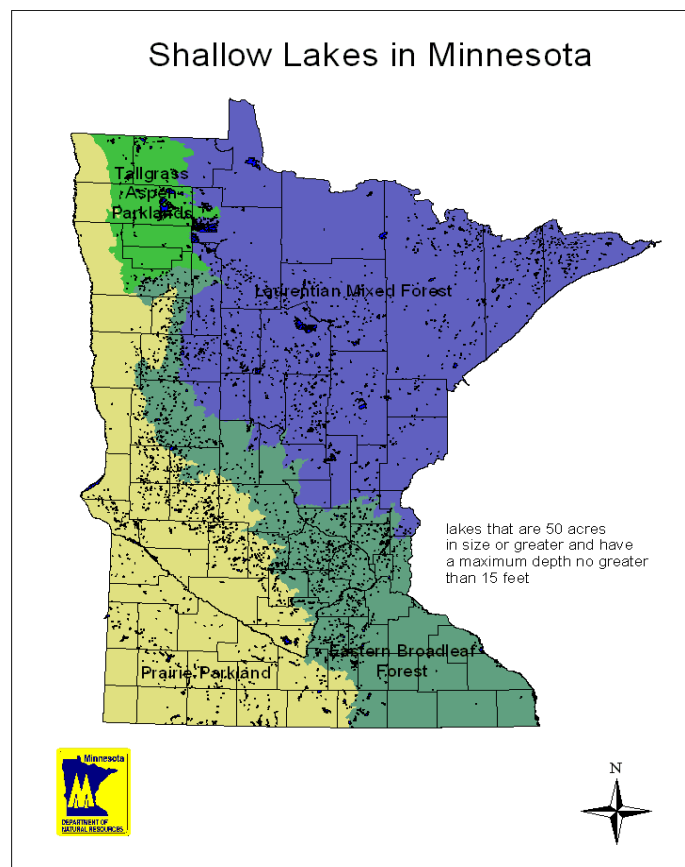 Shallow Lakes in Minnesota
Tallgrass
Aspen
Parklands
Laurentian Mixed Forest
lakes that are 50 acres
in size or greater and have
a maximum depth no greater
than 15 feet
Eastern Broadleaf
Forest
Prairie Parkland
Minnesota
DEPARTMENT OF
NATURAL RESOURCES
N